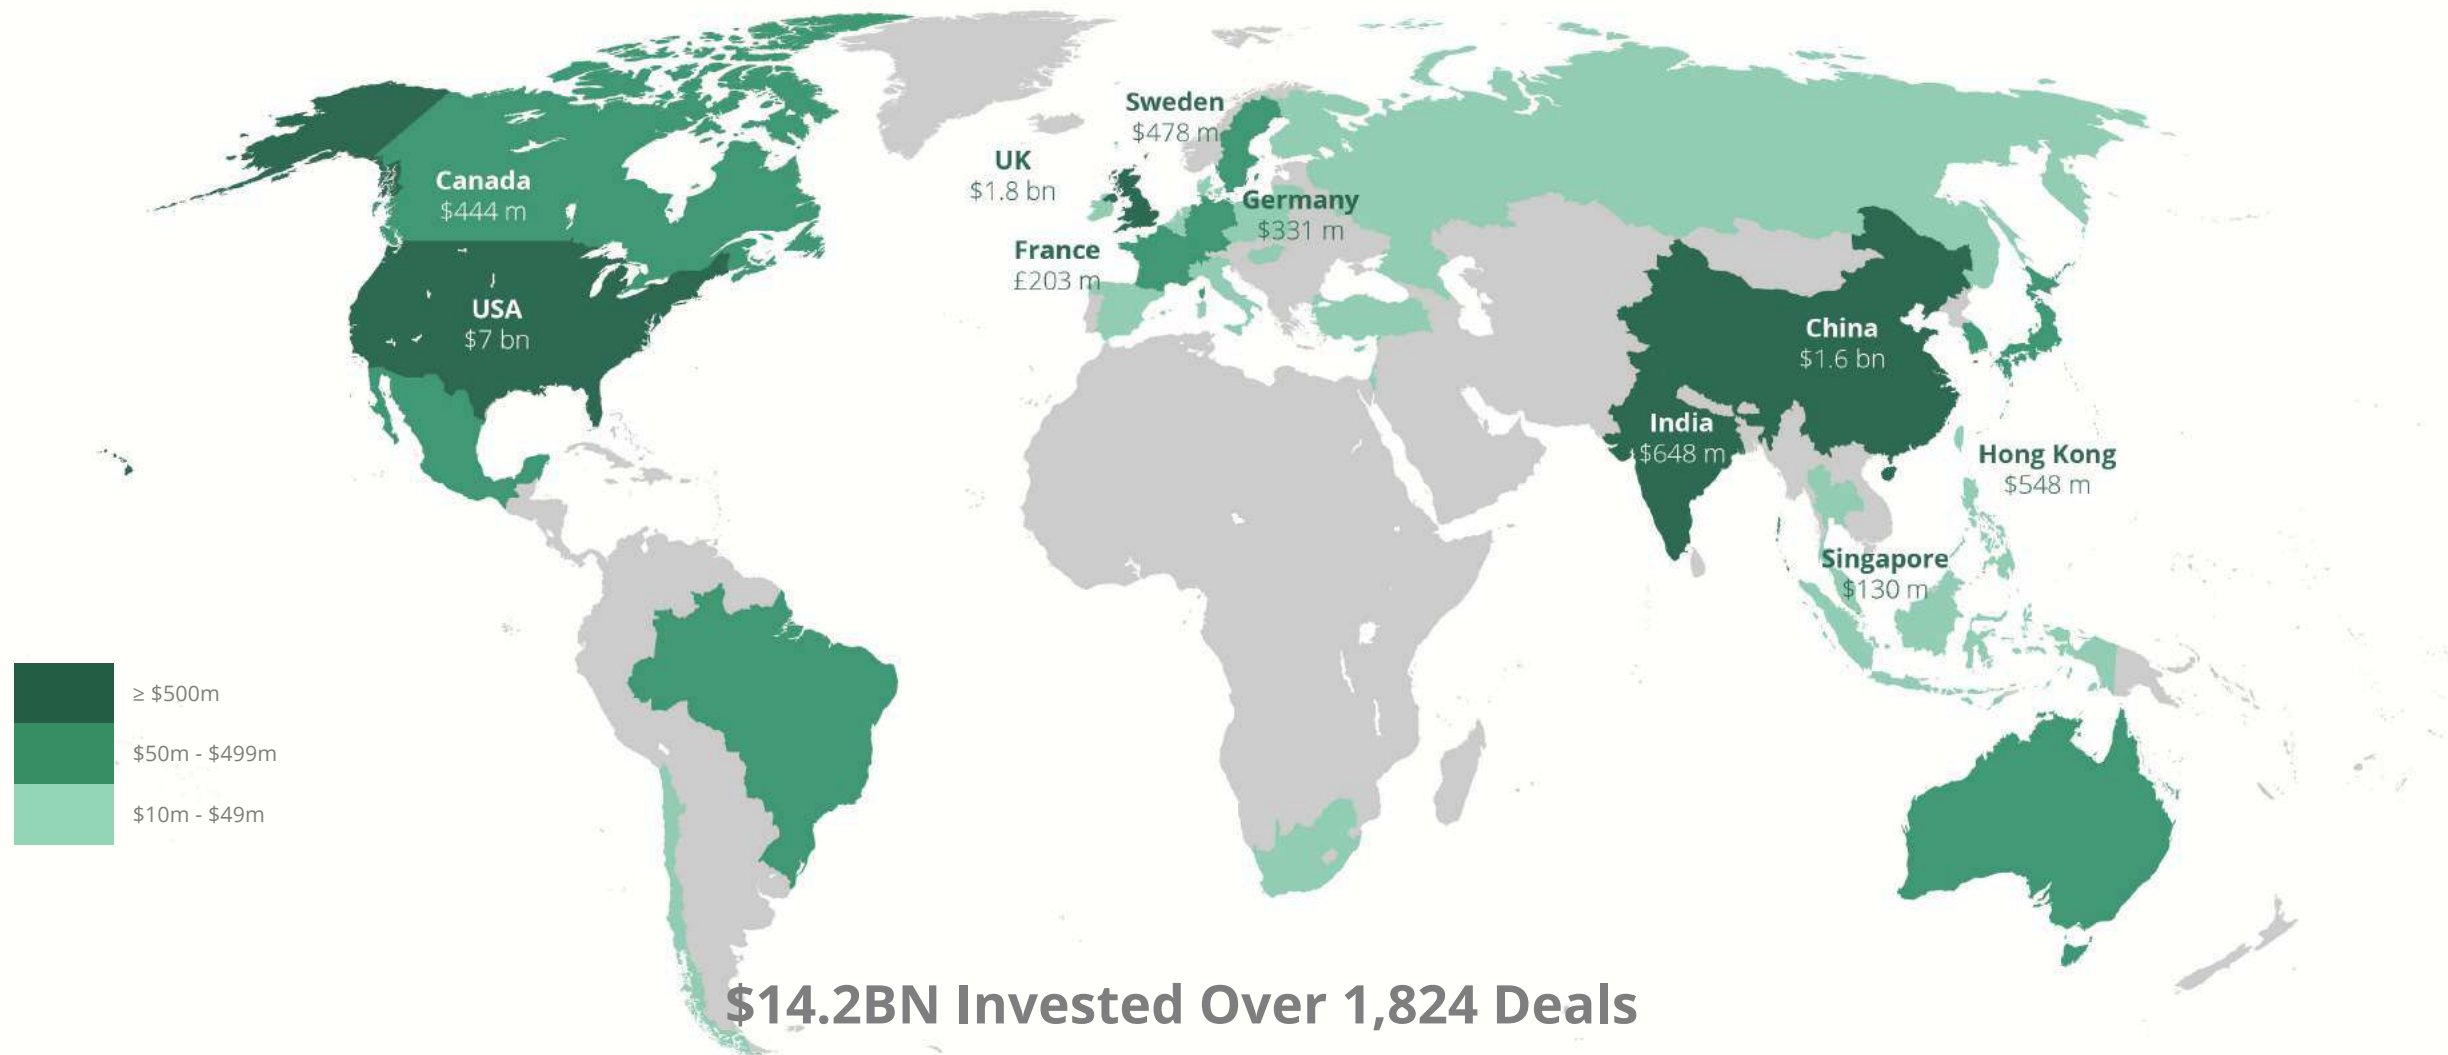 Sweden
$478 m
UK
$1.8 bn
Canada
$444 m
Germany
$331 m
France
£203 m
USA
$7 bn
China
$1.6 bn
India
$648 m
Hong Kong
$548 m
Singapore
$130 m
≥ $500m
$50m - $499m
$10m - $49m
$14.2BN Invested Over 1,824 Deals